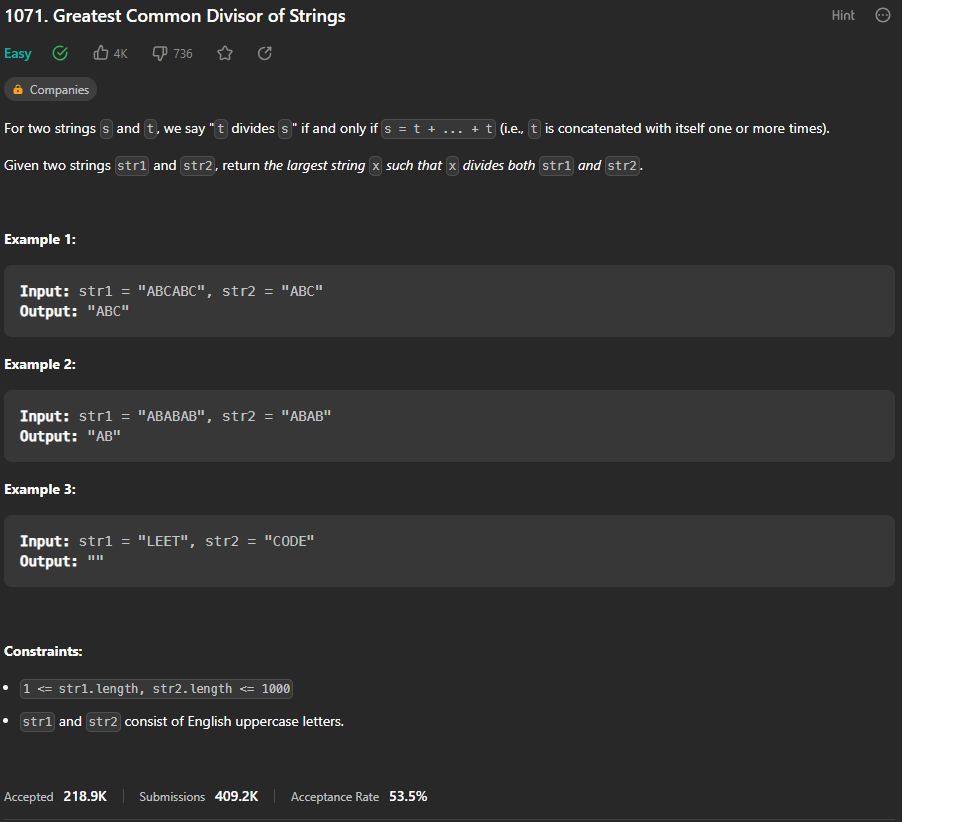 1071. Greatest Common Divisor of Strings Hint
Easy 4K 736
Companies
For two strings s and t, we say "t divides s" if and only if s = t + ... + t (i.e., t is concatenated with itself one or more times).
Given two strings str1 and str2, return the largest string x such that x divides both str1 and str2.
Example 1:
Input: str1 = "ABCABC", str2 = "ABC"
Output: "ABC"
Example 2:
Input: str1 = "ABABAB", str2 = "ABAB"
Output: "AB"
Example 3:
Input: str1 = "LEET", str2 = "CODE"
Output: ""
Constraints:
• 1 <= str1.length, str2.length <= 1000
• str1 and str2 consist of English uppercase letters.
Accepted 218.9K Submissions 409.2K Acceptance Rate 53.5%